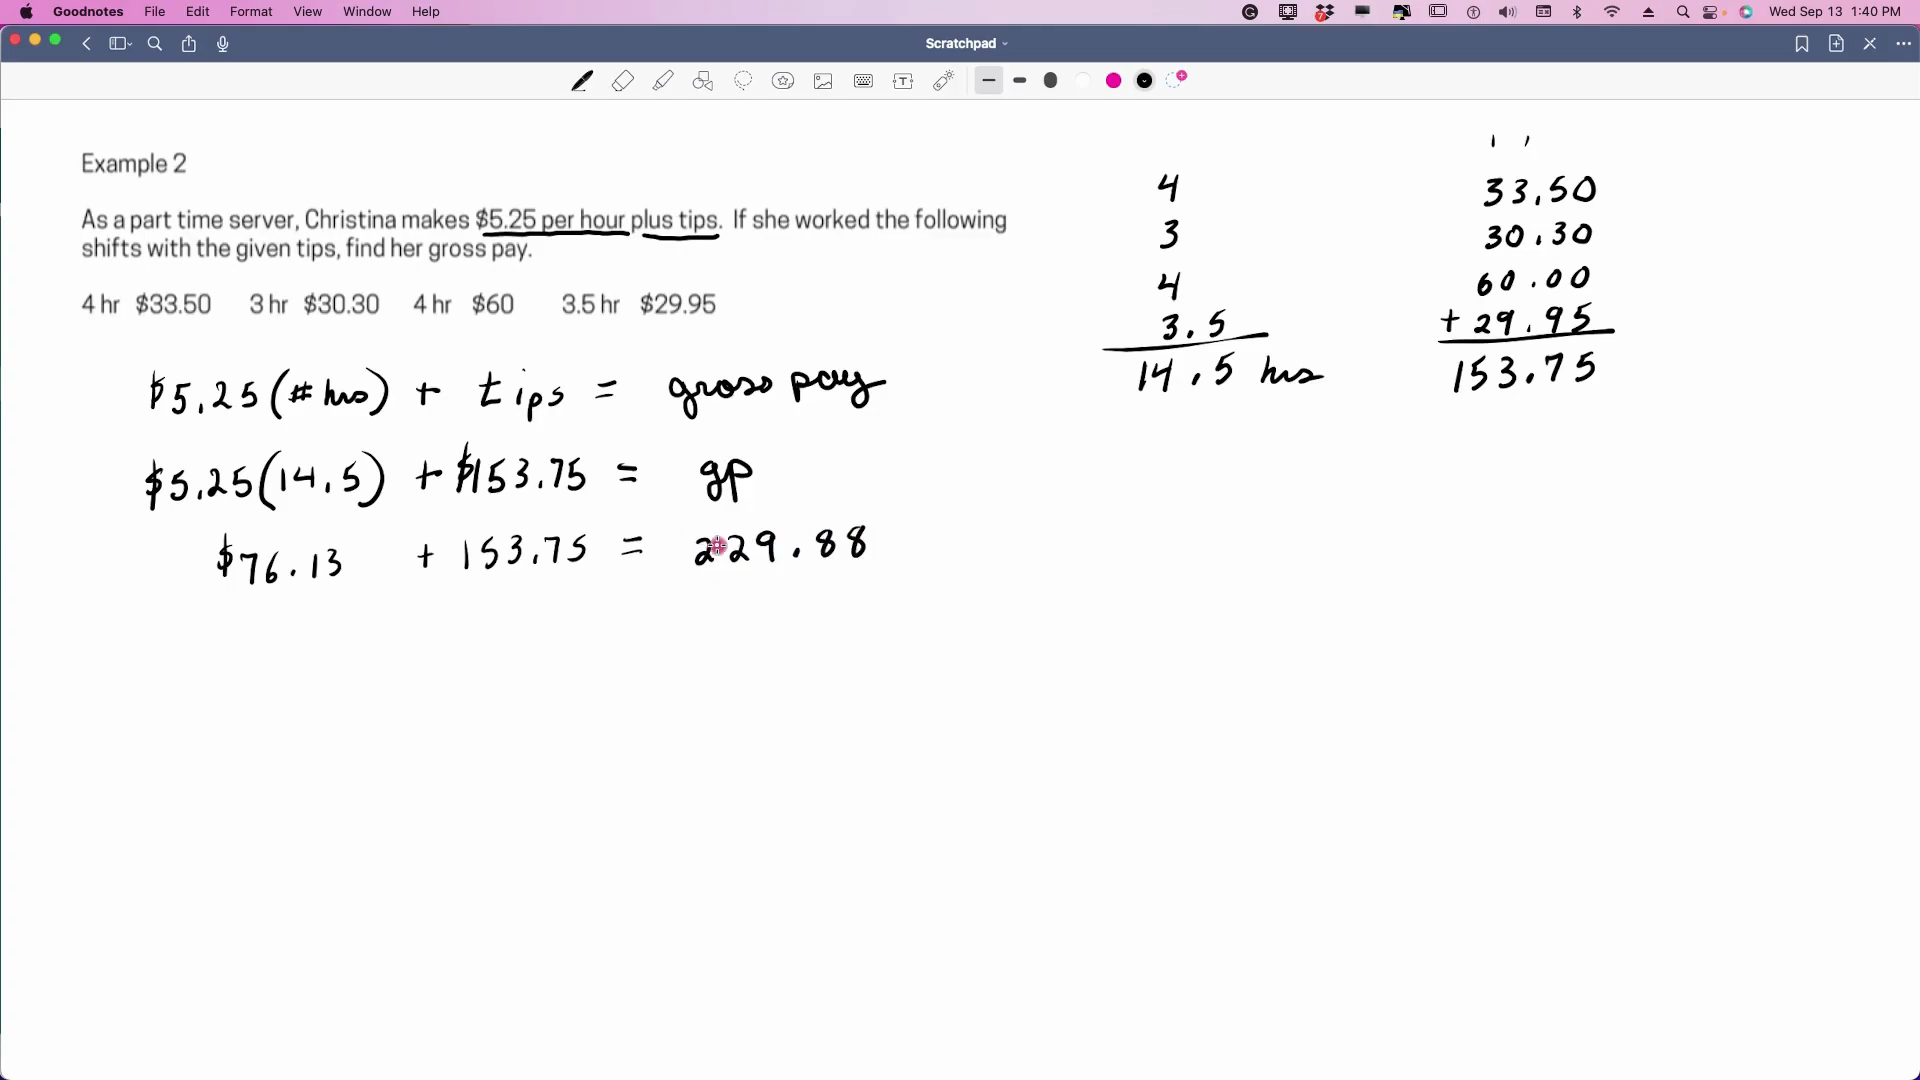 Goodnotes File Edit Format View Window Help Wed Sep 13 1:40 PM
Scratchpad
Example 2
As a part time server, Christina makes $5.25 per hour plus tips. If she worked the following
shifts with the given tips, find her gross pay.
4 hr $33.50 3 hr $30.30 4 hr $60 3.5 hr $29.95
$5.25(# hrs) + tips = gross pay
$5.25(14.5) + $153.75 = gp
$76.13 + 153.75 = 229.88
4
3
4
3.5
14.5 hrs
1 1
33.50
30.30
60.00
+ 29.95
153.75